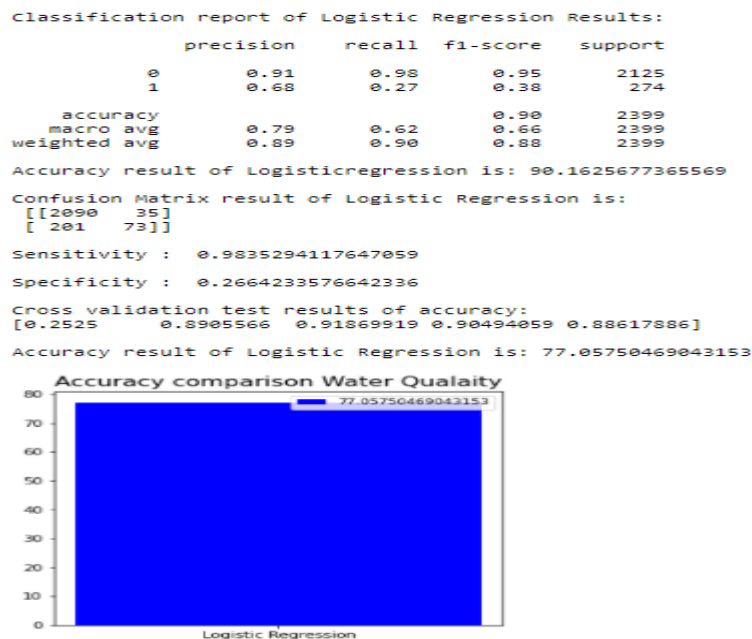 Classification report of Logistic Regression Results:
precision recall f1-score support
0 0.91 0.98 0.95 2125
1 0.68 0.27 0.38 274
accuracy 0.90 2399
macro avg 0.79 0.62 0.66 2399
weighted avg 0.89 0.90 0.88 2399
Accuracy result of Logisticregression is: 90.1625677365569
Confusion Matrix result of Logistic Regression is:
[[2090 35]
[ 201 73]]
Sensitivity : 0.9835294117647059
Specificity : 0.2664233576642336
Cross validation test results of accuracy:
[0.2525 0.8905566 0.91869919 0.90494059 0.88617886]
Accuracy result of Logistic Regression is: 77.05750469043153
Accuracy comparison Water Qualaity
77.05750469043153
80
70
60
50
40
30
20
10
0
Logistic Regression